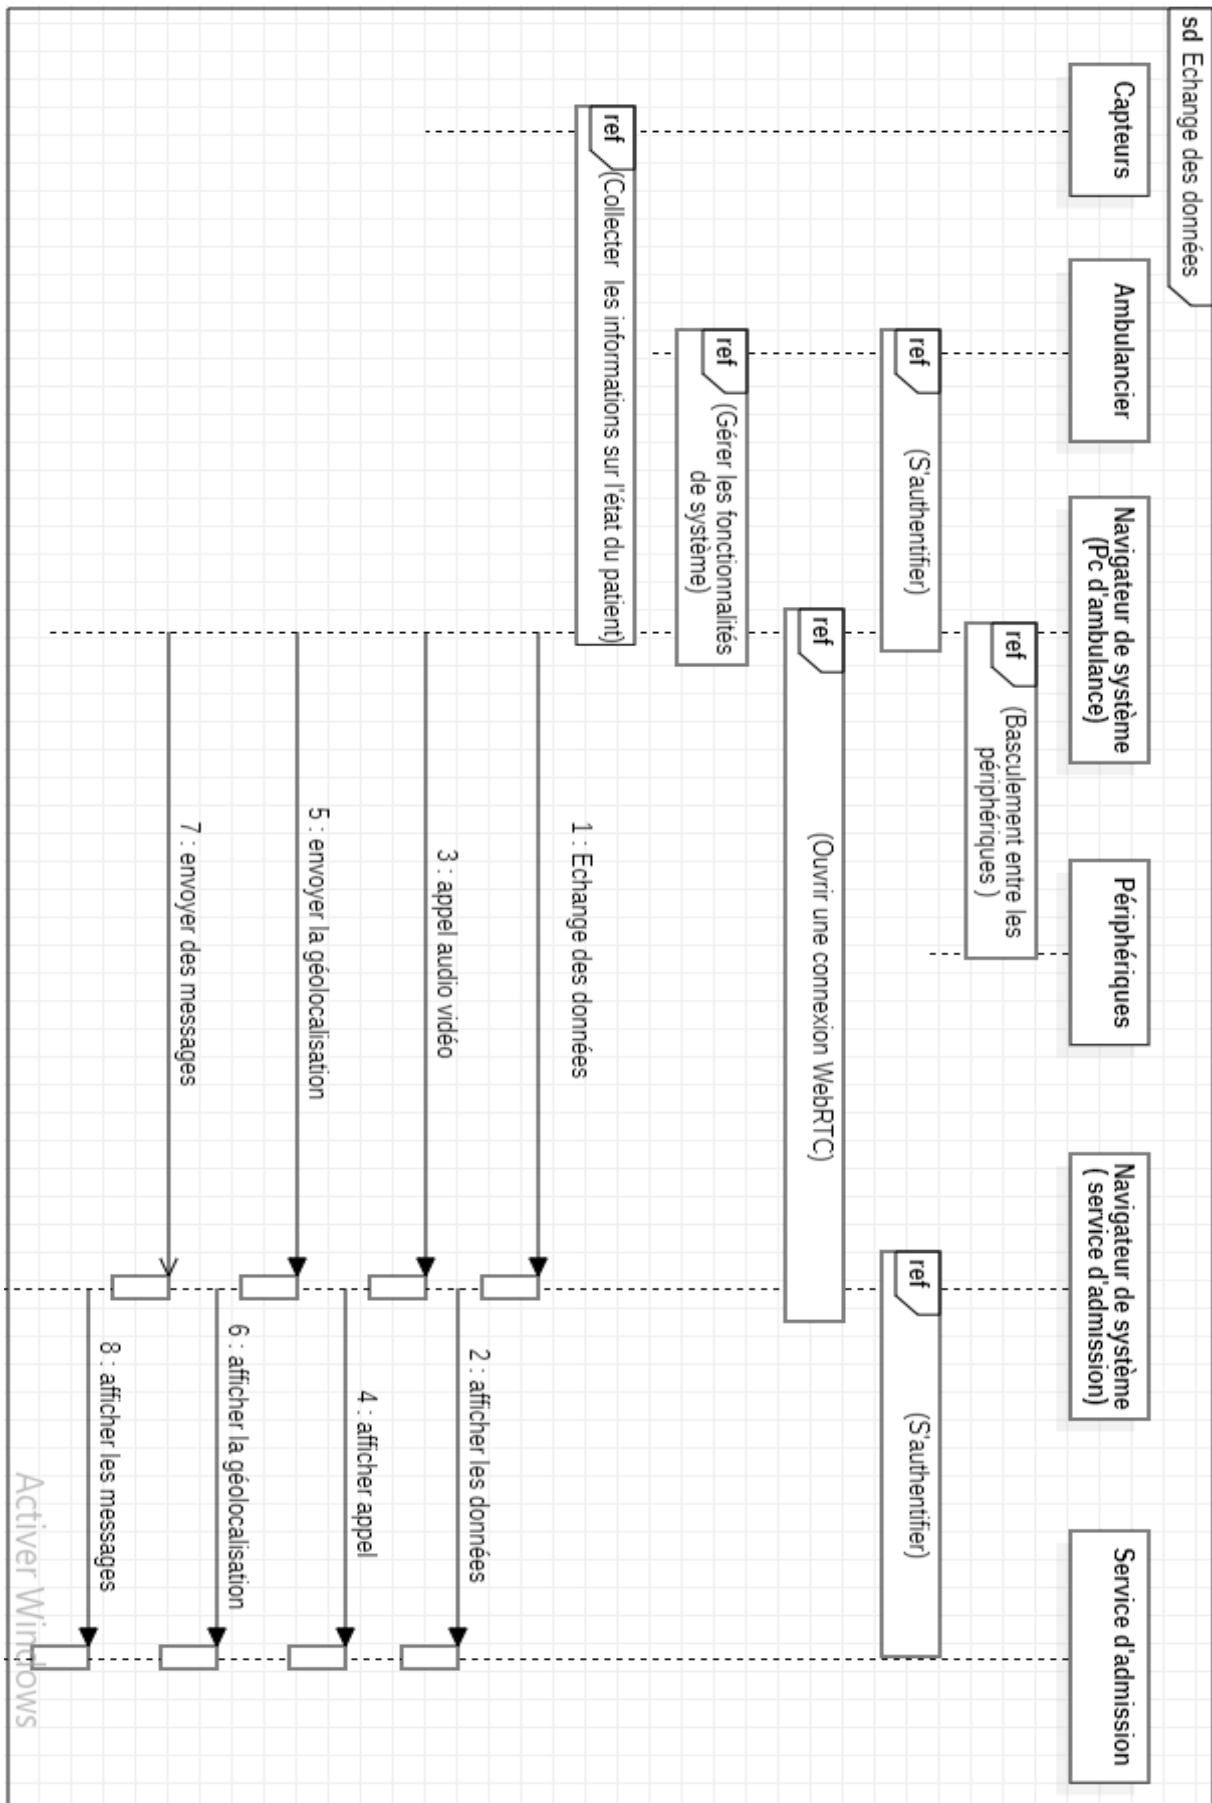 sd Echange des données
Capteurs
Ambulancier
Navigateur de système
(Pc d'ambulance)
Périphériques
Navigateur de système
( service d'admission)
Service d'admission
ref
(Basculement entre les
périphériques )
ref
(S'authentifier)
ref
(S'authentifier)
ref
(Ouvrir une connexion WebRTC)
ref
(Gérer les fonctionnalités
de système)
ref
(Collecter les informations sur l'état du patient)
1 : Echange des données
2 : afficher les données
3 : appel audio vidéo
4 : afficher appel
5 : envoyer la géolocalisation
6 : afficher la géolocalisation
7 : envoyer des messages
8 : afficher les messages
Activer Windows